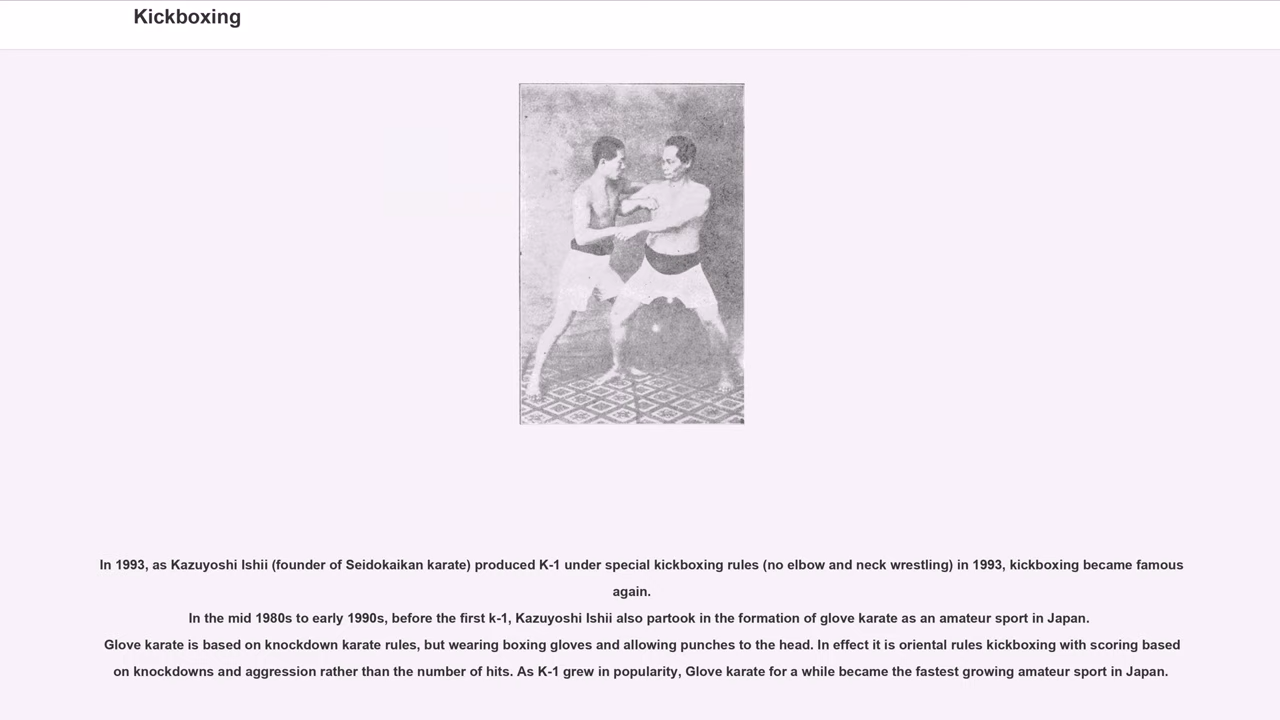 Kickboxing
In 1993, as Kazuyoshi Ishii (founder of Seidokaikan karate) produced K-1 under special kickboxing rules (no elbow and neck wrestling) in 1993, kickboxing became famous
again.
In the mid 1980s to early 1990s, before the first k-1, Kazuyoshi Ishii also partook in the formation of glove karate as an amateur sport in Japan.
Glove karate is based on knockdown karate rules, but wearing boxing gloves and allowing punches to the head. In effect it is oriental rules kickboxing with scoring based
on knockdowns and aggression rather than the number of hits. As K-1 grew in popularity, Glove karate for a while became the fastest growing amateur sport in Japan.